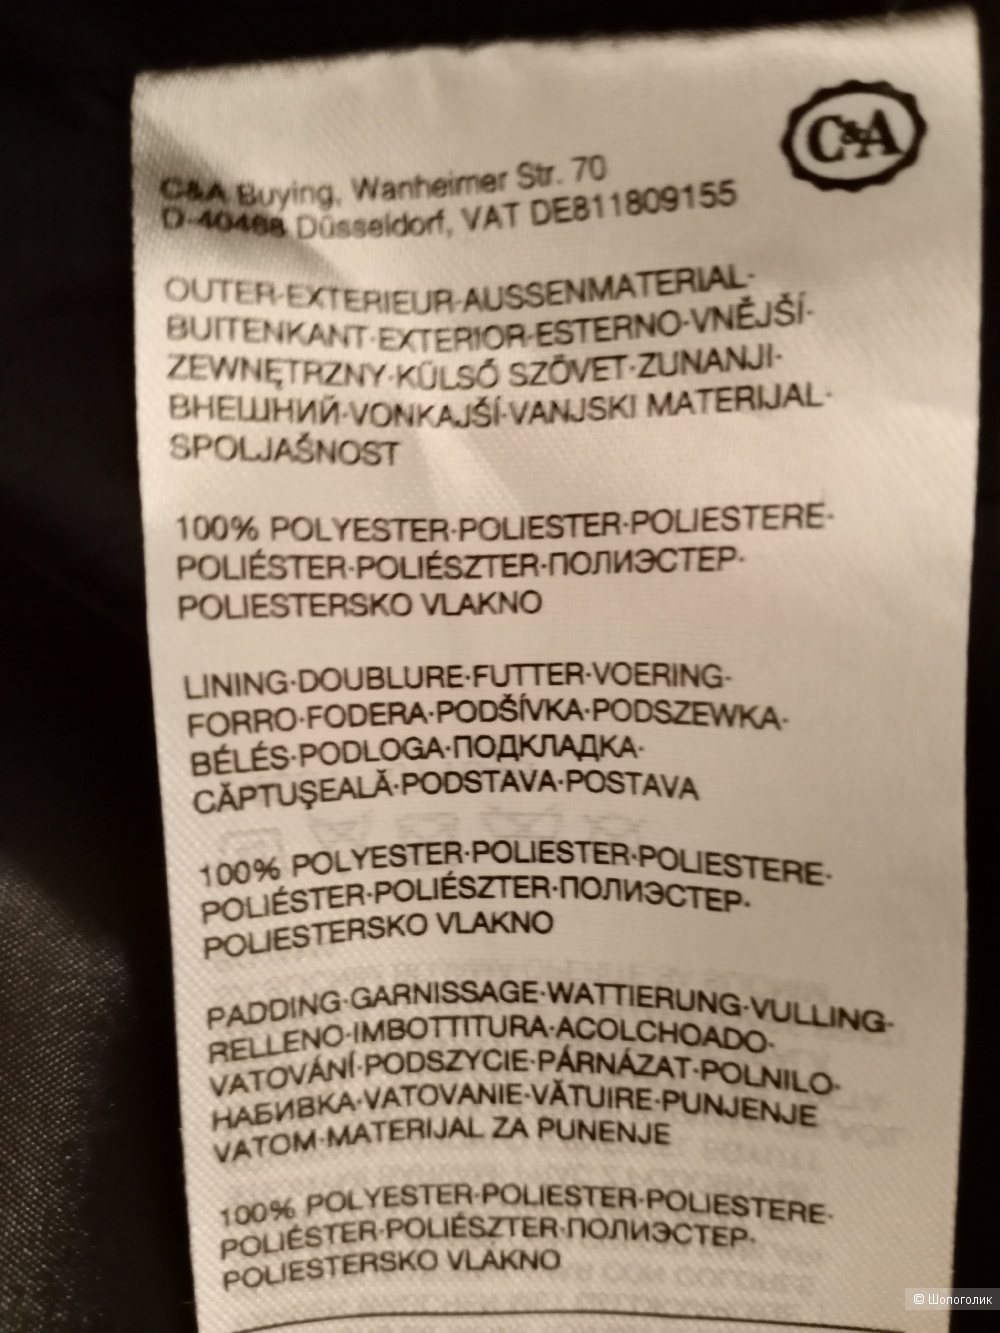 C&A
C&A Buying, Wanheimer Str. 70
D-40468 Düsseldorf, VAT DE811809155
OUTER·EXTERIEUR·AUSSENMATERIAL·
BUITENKANT·EXTERIOR·ESTERNO·VNĚJŠÍ·
ZEWNĘTRZNY·KÜLSŐ SZÖVET·ZUNANJI·
ВНЕШНИЙ·VONKAJŠÍ·VANJSKI MATERIJAL·
SPOLJAŠNOST
100% POLYESTER·POLIESTER·POLIESTERE·
POLIÉSTER·POLIÉSZTER·ПОЛИЭСТЕР·
POLIESTERSKO VLAKNO
LINING·DOUBLURE·FUTTER·VOERING·
FORRO·FODERA·PODŠÍVKA·PODSZEWKA·
BÉLÉS·PODLOGA·ПОДКЛАДКА·
CĂPTUŞEALĂ·PODSTAVA·POSTAVA
100% POLYESTER·POLIESTER·POLIESTERE·
POLIÉSTER·POLIÉSZTER·ПОЛИЭСТЕР·
POLIESTERSKO VLAKNO
PADDING·GARNISSAGE·WATTIERUNG·VULLING·
RELLENO·IMBOTTITURA·ACOLCHOADO·
VATOVÁNÍ·PODSZYCIE·PÁRNÁZAT·POLNILO·
НАБИВКА·VATOVANIE·VĂTUIRE·PUNJENJE
VATOM·MATERIJAL ZA PUNENJE
100% POLYESTER·POLIESTER·POLIESTERE·
POLIÉSTER·POLIÉSZTER·ПОЛИЭСТЕР·
POLIESTERSKO VLAKNO
© Шопоголик